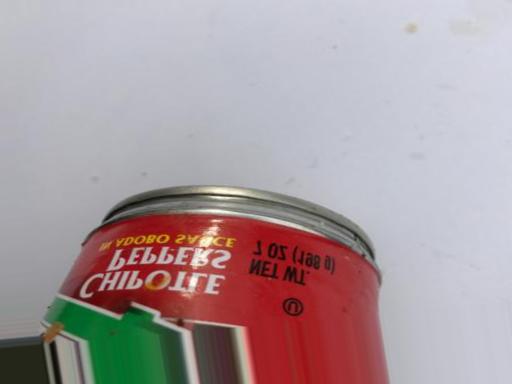 CHIPOTLE
PEPPERS
IN ADOBO SAUCE
NET WT.
7 OZ (198 g)
U